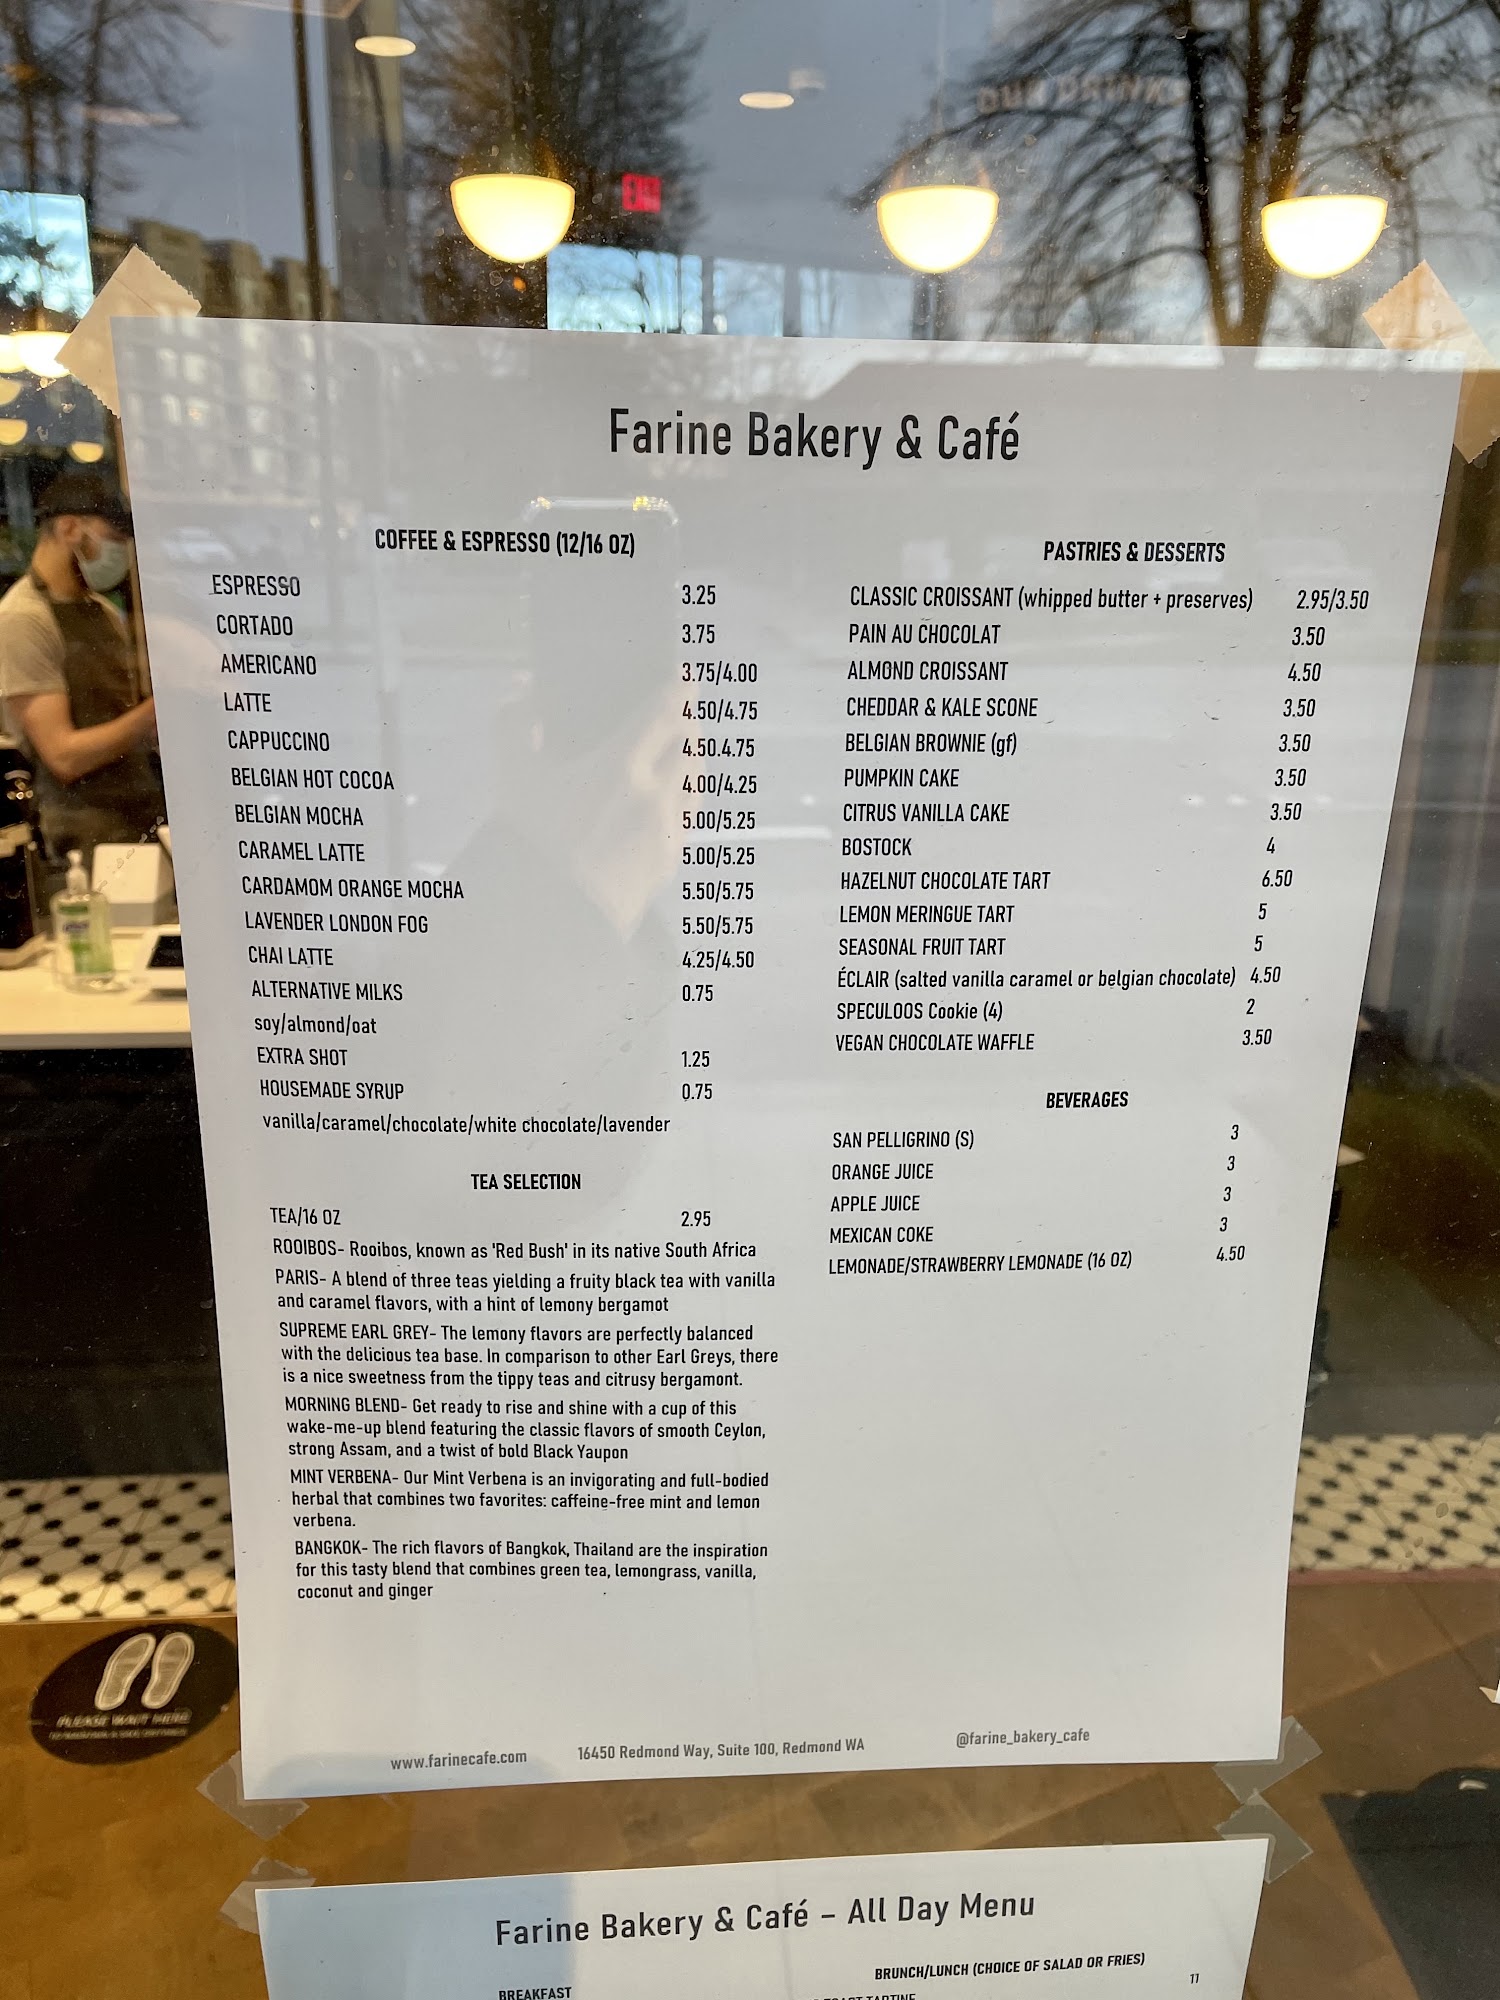 EXIT
Farine Bakery & Café
COFFEE & ESPRESSO (12/16 OZ)
ESPRESSO 3.25
CORTADO 3.75
AMERICANO 3.75/4.00
LATTE 4.50/4.75
CAPPUCCINO 4.50.4.75
BELGIAN HOT COCOA 4.00/4.25
BELGIAN MOCHA 5.00/5.25
CARAMEL LATTE 5.00/5.25
CARDAMOM ORANGE MOCHA 5.50/5.75
LAVENDER LONDON FOG 5.50/5.75
CHAI LATTE 4.25/4.50
ALTERNATIVE MILKS 0.75
soy/almond/oat
EXTRA SHOT 1.25
HOUSEMADE SYRUP 0.75
vanilla/caramel/chocolate/white chocolate/lavender
TEA SELECTION
TEA/16 OZ 2.95
ROOIBOS- Rooibos, known as 'Red Bush' in its native South Africa
PARIS- A blend of three teas yielding a fruity black tea with vanilla
and caramel flavors, with a hint of lemony bergamot
SUPREME EARL GREY- The lemony flavors are perfectly balanced
with the delicious tea base. In comparison to other Earl Greys, there
is a nice sweetness from the tippy teas and citrusy bergamont.
MORNING BLEND- Get ready to rise and shine with a cup of this
wake-me-up blend featuring the classic flavors of smooth Ceylon,
strong Assam, and a twist of bold Black Yaupon
MINT VERBENA- Our Mint Verbena is an invigorating and full-bodied
herbal that combines two favorites: caffeine-free mint and lemon
verbena.
BANGKOK- The rich flavors of Bangkok, Thailand are the inspiration
for this tasty blend that combines green tea, lemongrass, vanilla,
coconut and ginger
PASTRIES & DESSERTS
CLASSIC CROISSANT (whipped butter + preserves) 2.95/3.50
PAIN AU CHOCOLAT 3.50
ALMOND CROISSANT 4.50
CHEDDAR & KALE SCONE 3.50
BELGIAN BROWNIE (gf) 3.50
PUMPKIN CAKE 3.50
CITRUS VANILLA CAKE 3.50
BOSTOCK 4
HAZELNUT CHOCOLATE TART 6.50
LEMON MERINGUE TART 5
SEASONAL FRUIT TART 5
ÉCLAIR (salted vanilla caramel or belgian chocolate) 4.50
SPECULOOS Cookie (4) 2
VEGAN CHOCOLATE WAFFLE 3.50
BEVERAGES
SAN PELLIGRINO (S) 3
ORANGE JUICE 3
APPLE JUICE 3
MEXICAN COKE 3
LEMONADE/STRAWBERRY LEMONADE (16 OZ) 4.50
www.farinecafe.com 16450 Redmond Way, Suite 100, Redmond WA @farine_bakery_cafe
PLEASE WAIT HERE
Farine Bakery & Café – All Day Menu
BREAKFAST
BRUNCH/LUNCH (CHOICE OF SALAD OR FRIES)
TARTINE 11